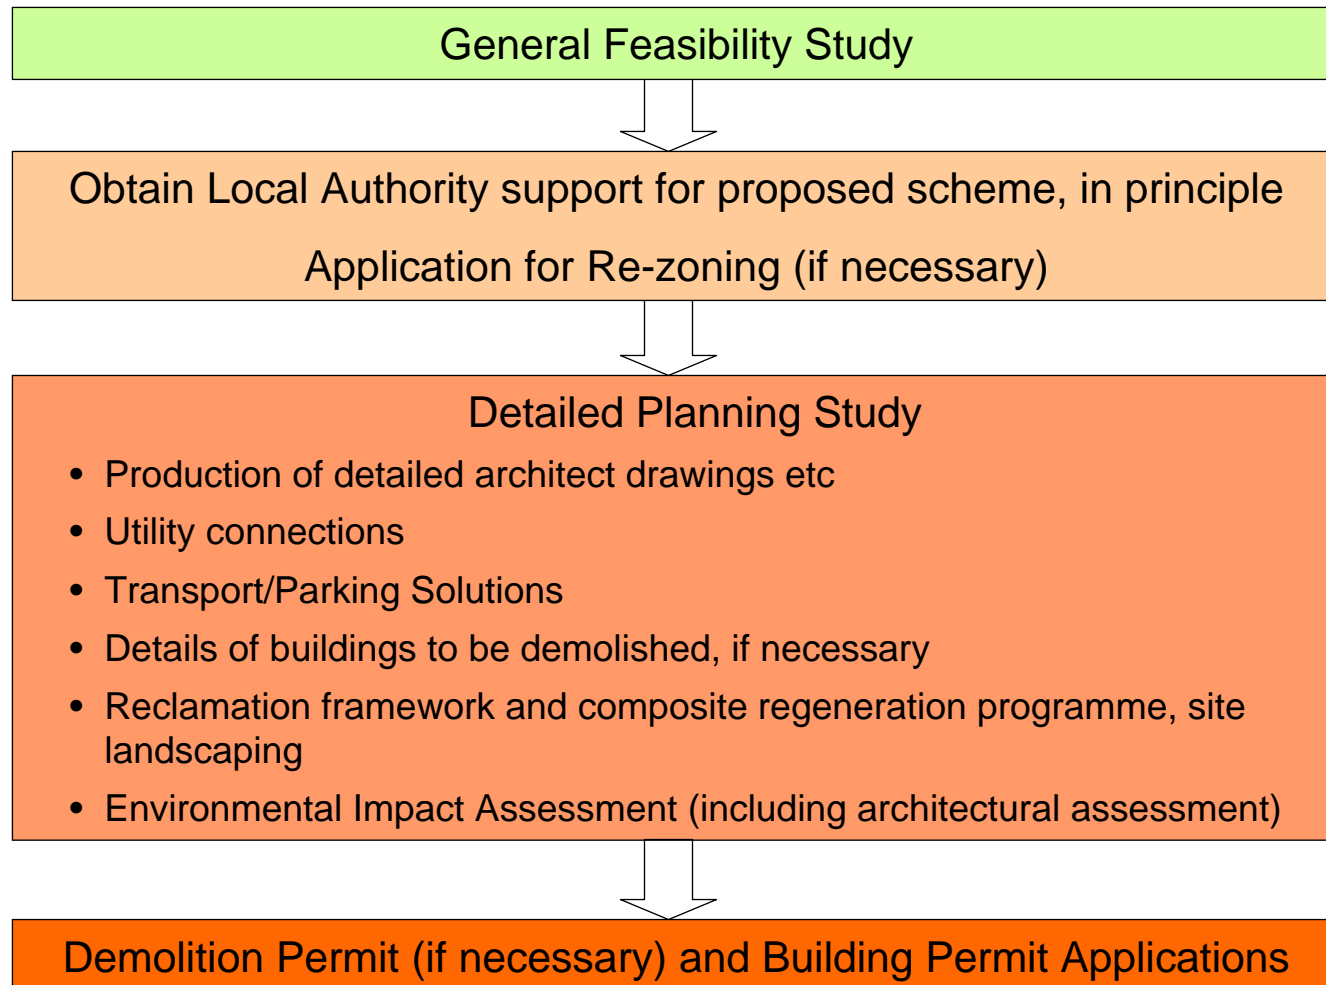 General Feasibility Study
Obtain Local Authority support for proposed scheme, in principle
Application for Re-zoning (if necessary)
Detailed Planning Study
• Production of detailed architect drawings etc
• Utility connections
• Transport/Parking Solutions
• Details of buildings to be demolished, if necessary
• Reclamation framework and composite regeneration programme, site
landscaping
• Environmental Impact Assessment (including architectural assessment)
Demolition Permit (if necessary) and Building Permit Applications